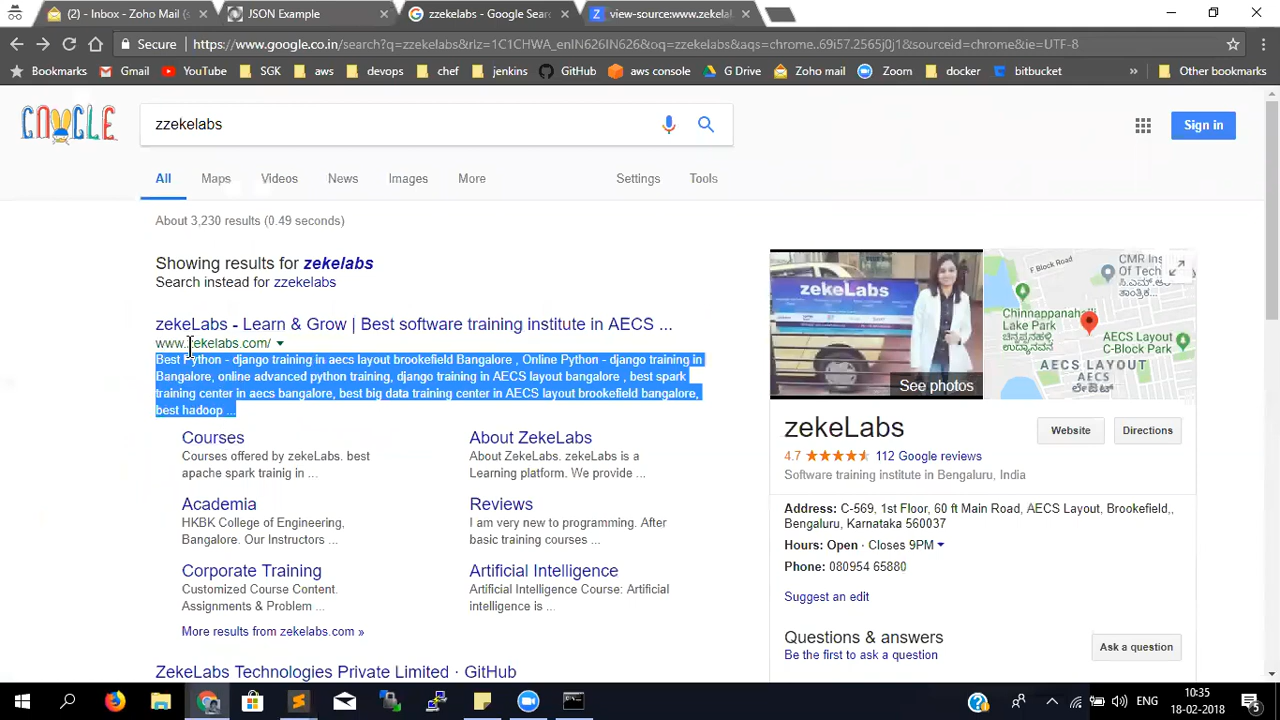 (2) - Inbox - Zoho Mail (
JSON Example
zzekelabs - Google Sear
view-source:www.zekela
Secure
https://www.google.co.in/search?q=zzekelabs&rlz=1C1CHWA_enIN626IN626&oq=zzekelabs&aqs=chrome..69i57.2565j0j1&sourceid=chrome&ie=UTF-8
Bookmarks
Gmail
YouTube
SGK
aws
devops
chef
jenkins
GitHub
aws console
G Drive
Zoho mail
Zoom
docker
bitbucket
»
Other bookmarks
zzekelabs
Sign in
All
Maps
Videos
News
Images
More
Settings
Tools
About 3,230 results (0.49 seconds)
Showing results for zekelabs
Search instead for zzekelabs
zekeLabs - Learn & Grow | Best software training institute in AECS ...
www.zekelabs.com/
Best Python - django training in aecs layout brookefield Bangalore , Online Python - django training in
Bangalore, online advanced python training, django training in AECS layout bangalore , best spark
training center in aecs bangalore, best big data training center in AECS layout brookefield bangalore,
best hadoop ...
Courses
Courses offered by zekeLabs. best
apache spark trainig in ...
About ZekeLabs
About ZekeLabs. zekeLabs is a
Learning platform. We provide ...
Academia
HKBK College of Engineering,
Bangalore. Our Instructors ...
Reviews
I am very new to programming. After
basic training courses ...
Corporate Training
Customized Course Content.
Assignments & Problem ...
Artificial Intelligence
Artificial Intelligence Course: Artificial
intelligence is ...
More results from zekelabs.com »
ZekeLabs Technologies Private Limited · GitHub
zekeLabs
See photos
F Block Road
CMR Ins
Of Techn
Chinnappanahalli
Lake Park
AECS Layout
C-Block Park
AECS LAYOUT
zekeLabs
Website
Directions
4.7
112 Google reviews
Software training institute in Bengaluru, India
Address: C-569, 1st Floor, 60 ft Main Road, AECS Layout, Brookefield,,
Bengaluru, Karnataka 560037
Hours: Open · Closes 9PM
Phone: 080954 65880
Suggest an edit
Questions & answers
Be the first to ask a question
Ask a question
ENG
10:35
18-02-2018
5